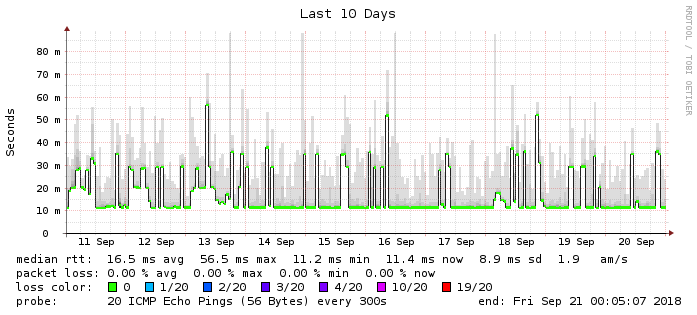 Last 10 Days
RRDTOOL / TOBI OETIKER
Seconds
80 m
70 m
60 m
50 m
40 m
30 m
20 m
10 m
0
11 Sep 12 Sep 13 Sep 14 Sep 15 Sep 16 Sep 17 Sep 18 Sep 19 Sep 20 Sep
median rtt: 16.5 ms avg 56.5 ms max 11.2 ms min 11.4 ms now 8.9 ms sd 1.9 am/s
packet loss: 0.00 % avg 0.00 % max 0.00 % min 0.00 % now
loss color: 0 1/20 2/20 3/20 4/20 10/20 19/20
probe: 20 ICMP Echo Pings (56 Bytes) every 300s end: Fri Sep 21 00:05:07 2018